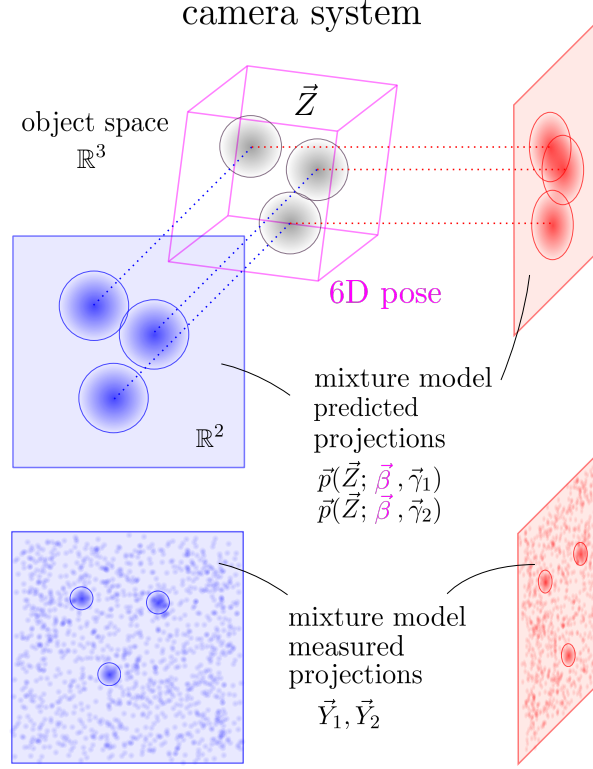 camera system
object space
ℝ³
Z⃗
6D pose
ℝ²
mixture model
predicted
projections
p⃗(Z⃗; β⃗, γ⃗₁)
p⃗(Z⃗; β⃗, γ⃗₂)
mixture model
measured
projections
Y⃗₁, Y⃗₂